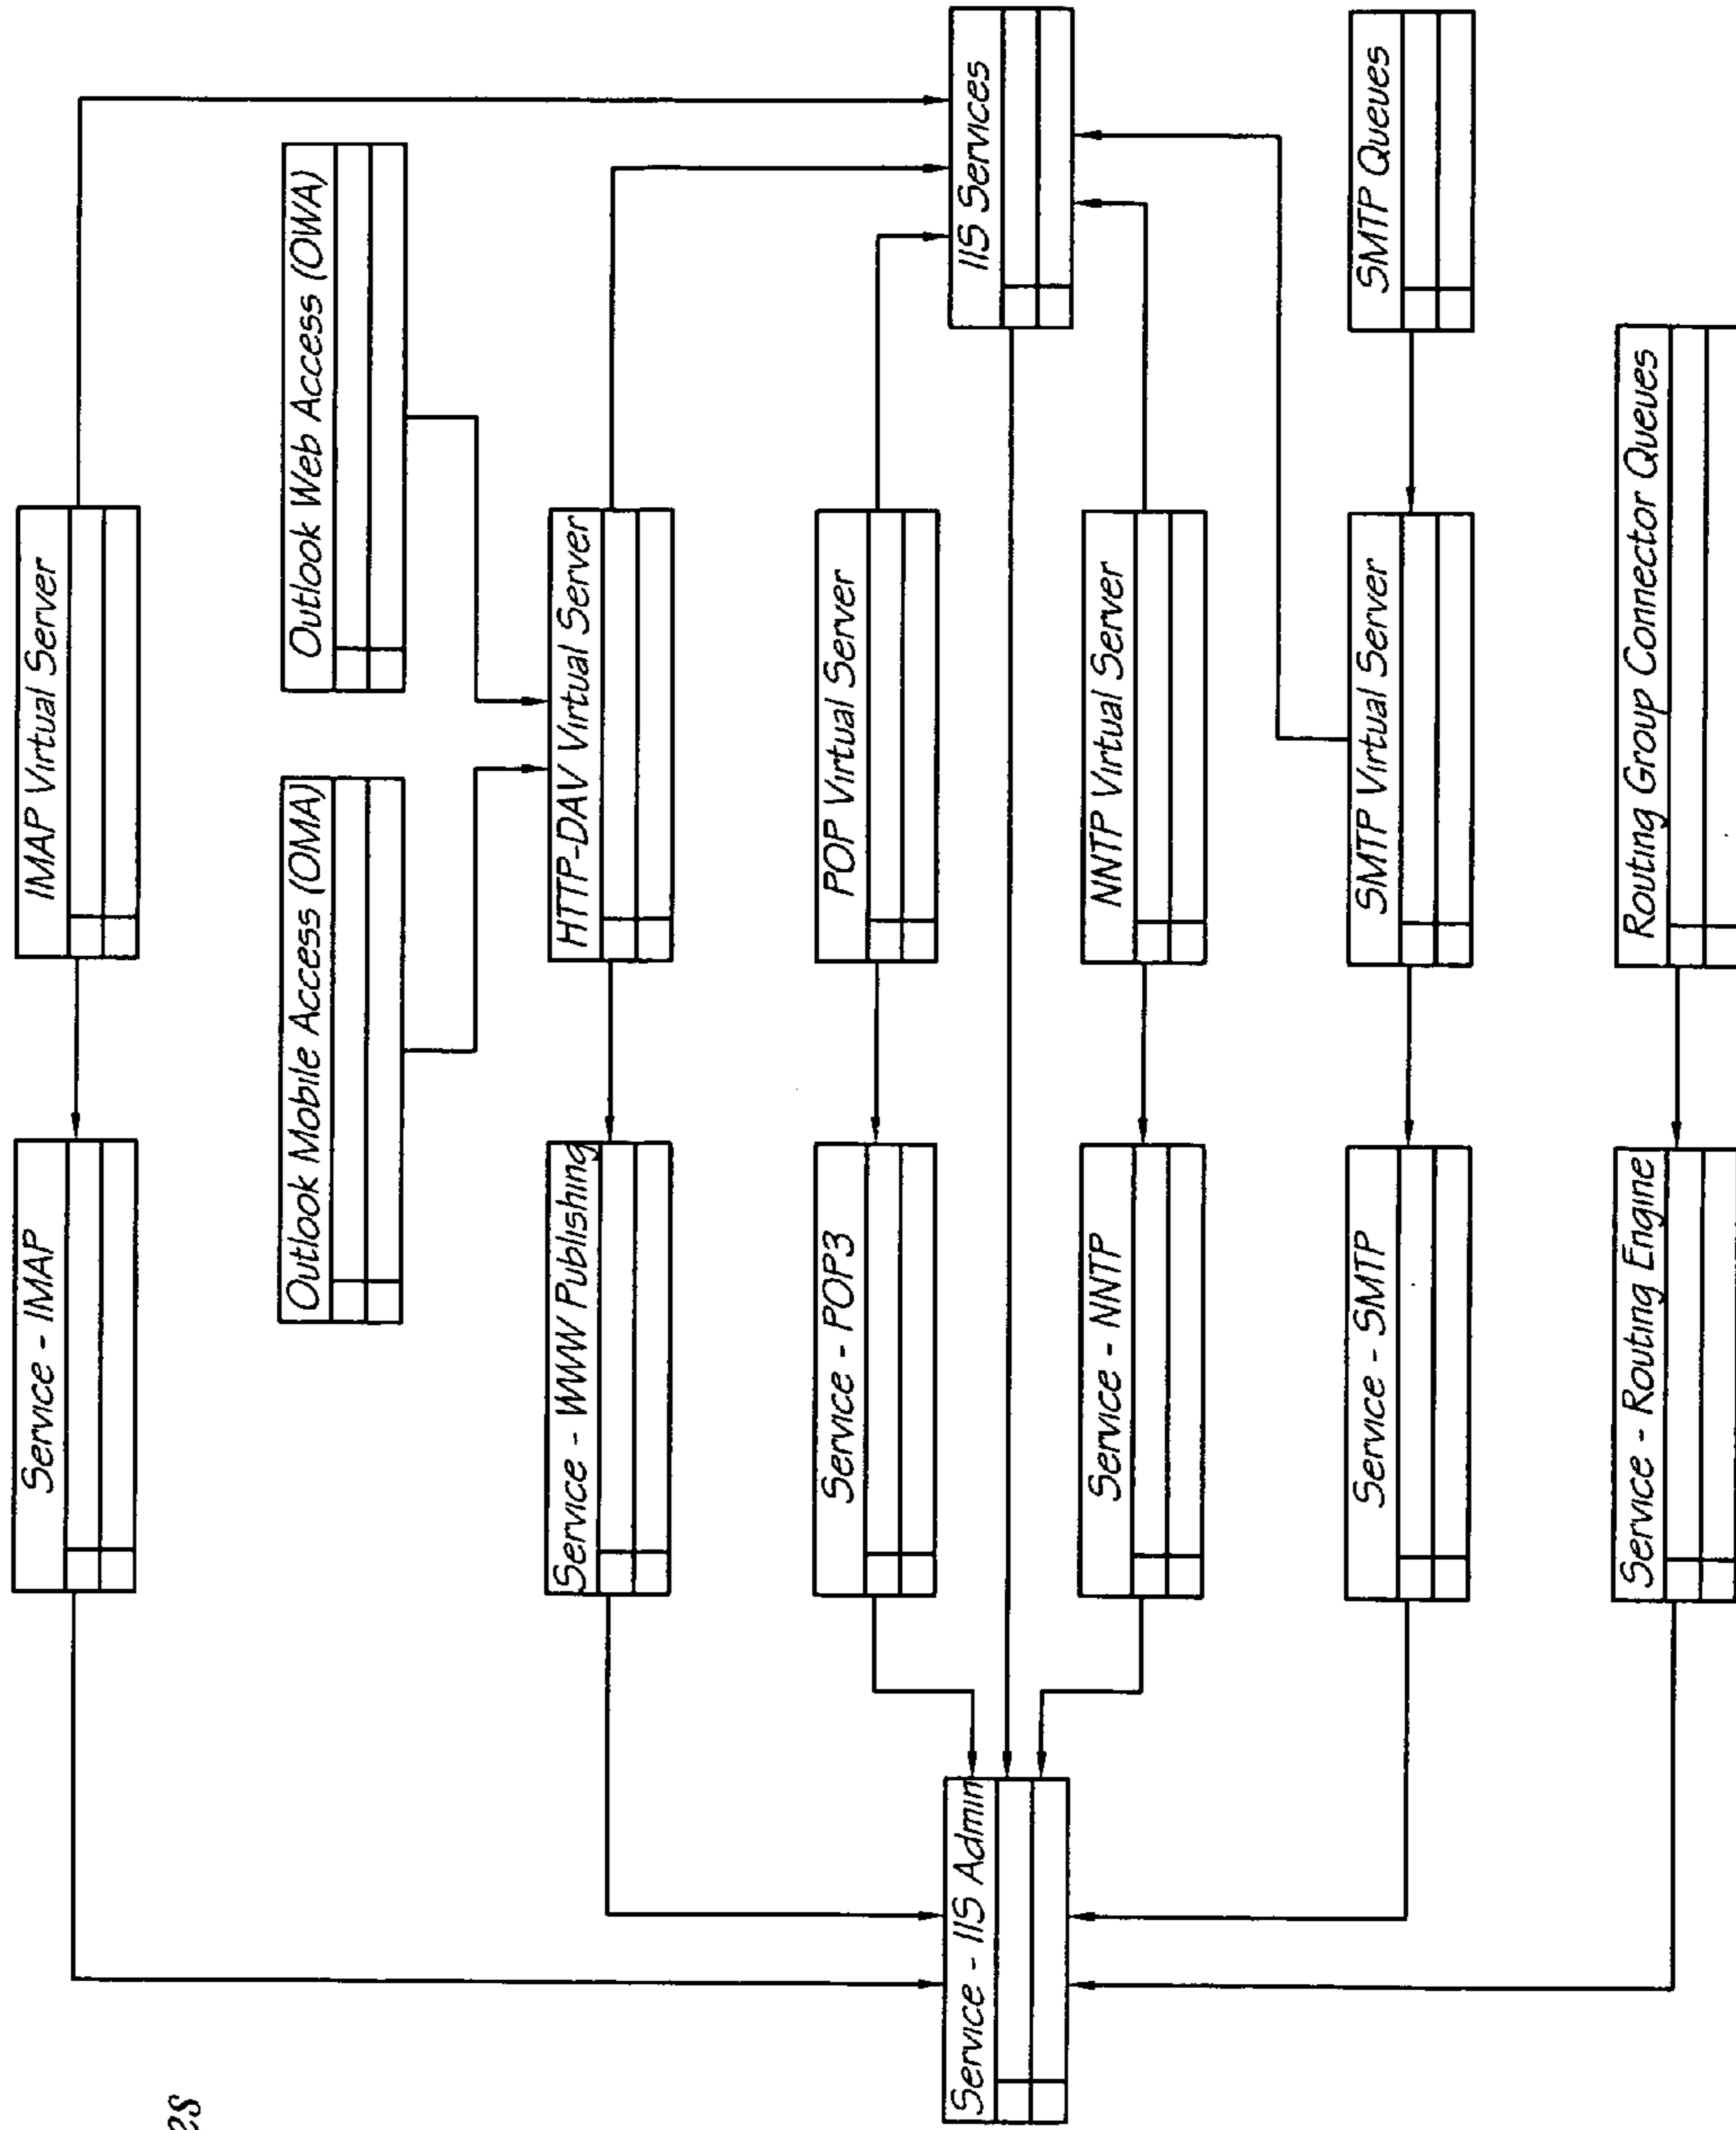 Service - IMAP
IMAP Virtual Server
es
Outlook Mobile Access (OMA)
Outlook Web Access (OWA)
Service - WWW Publishing
HTTP-DAV Virtual Server
Service - POP3
POP Virtual Server
Service - IIS Admin
IIS Services
Service - NNTP
NNTP Virtual Server
Service - SMTP
SMTP Virtual Server
SMTP Queues
Service - Routing Engine
Routing Group Connector Queues